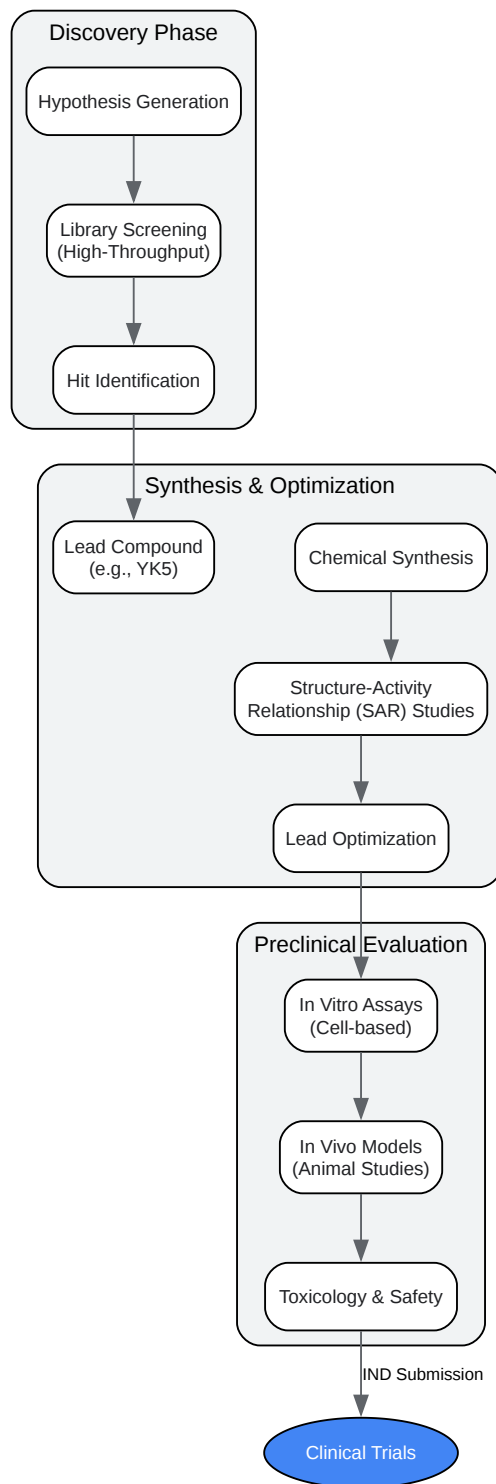 Discovery Phase
Hypothesis Generation
Library Screening
(High-Throughput)
Hit Identification
Synthesis & Optimization
Lead Compound
(e.g., YK5)
Chemical Synthesis
Structure-Activity
Relationship (SAR) Studies
Lead Optimization
Preclinical Evaluation
In Vitro Assays
(Cell-based)
In Vivo Models
(Animal Studies)
Toxicology & Safety
IND Submission
Clinical Trials